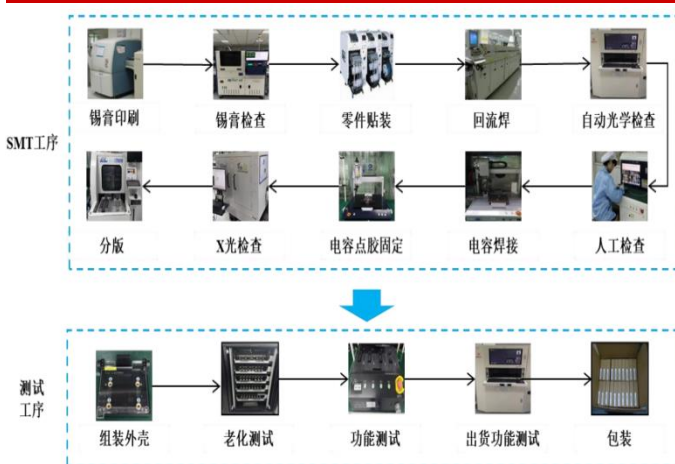 锡膏印刷
锡膏检查
零件贴装
回流焊
自动光学检查
SMT工序
分版
X光检查
电容点胶固定
电容焊接
人工检查
测试
工序
组装外壳
老化测试
功能测试
出货功能测试
包装